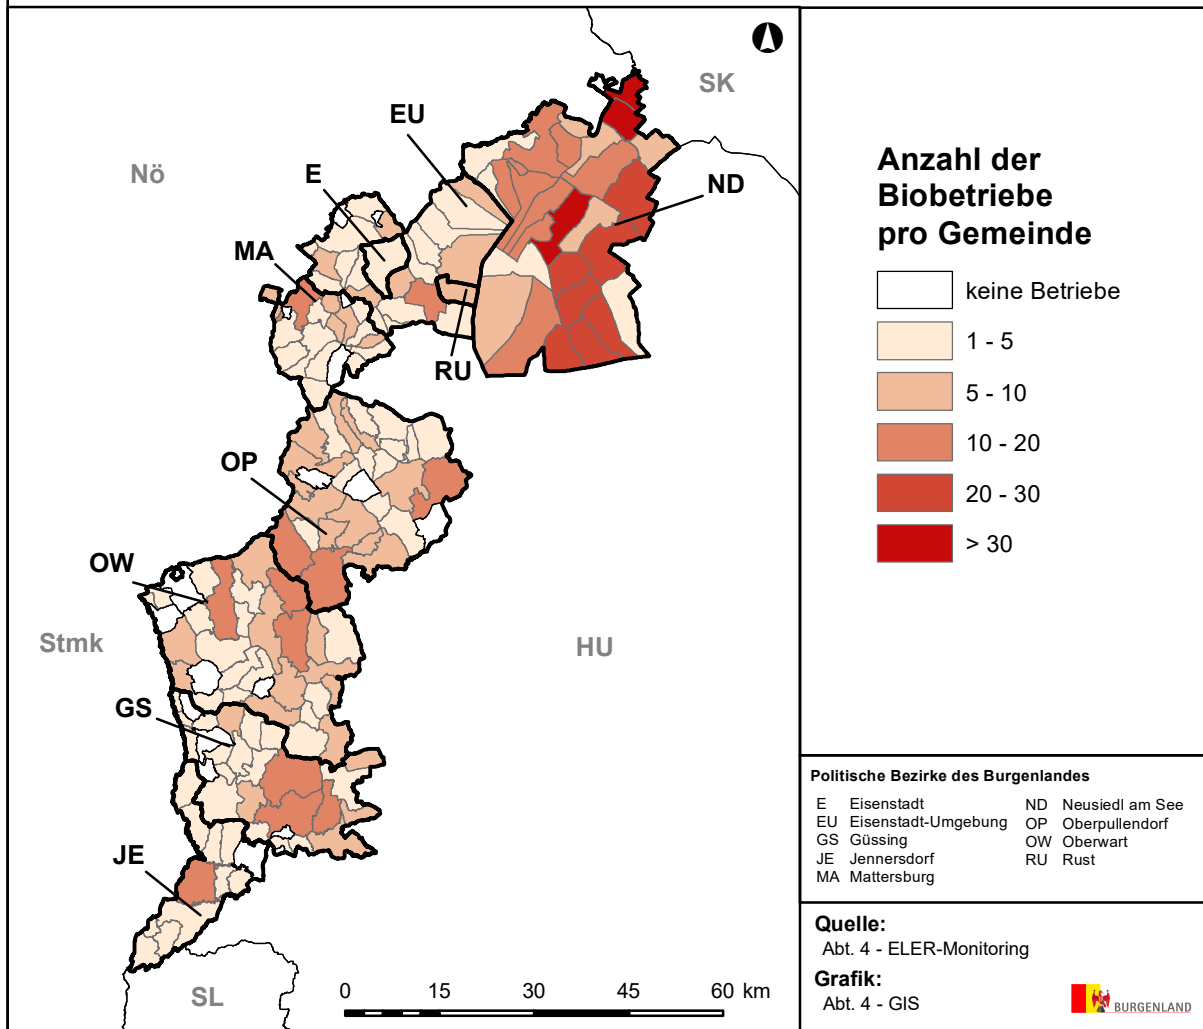 SK
EU
Nö
E
ND
MA
RU
OP
OW
Stmk
HU
GS
JE
SL
0 15 30 45 60 km
Anzahl der
Biobetriebe
pro Gemeinde
keine Betriebe
1 - 5
5 - 10
10 - 20
20 - 30
> 30
Politische Bezirke des Burgenlandes
E Eisenstadt
EU Eisenstadt-Umgebung
GS Güssing
JE Jennersdorf
MA Mattersburg
ND Neusiedl am See
OP Oberpullendorf
OW Oberwart
RU Rust
Quelle:
Abt. 4 - ELER-Monitoring
Grafik:
Abt. 4 - GIS
BURGENLAND